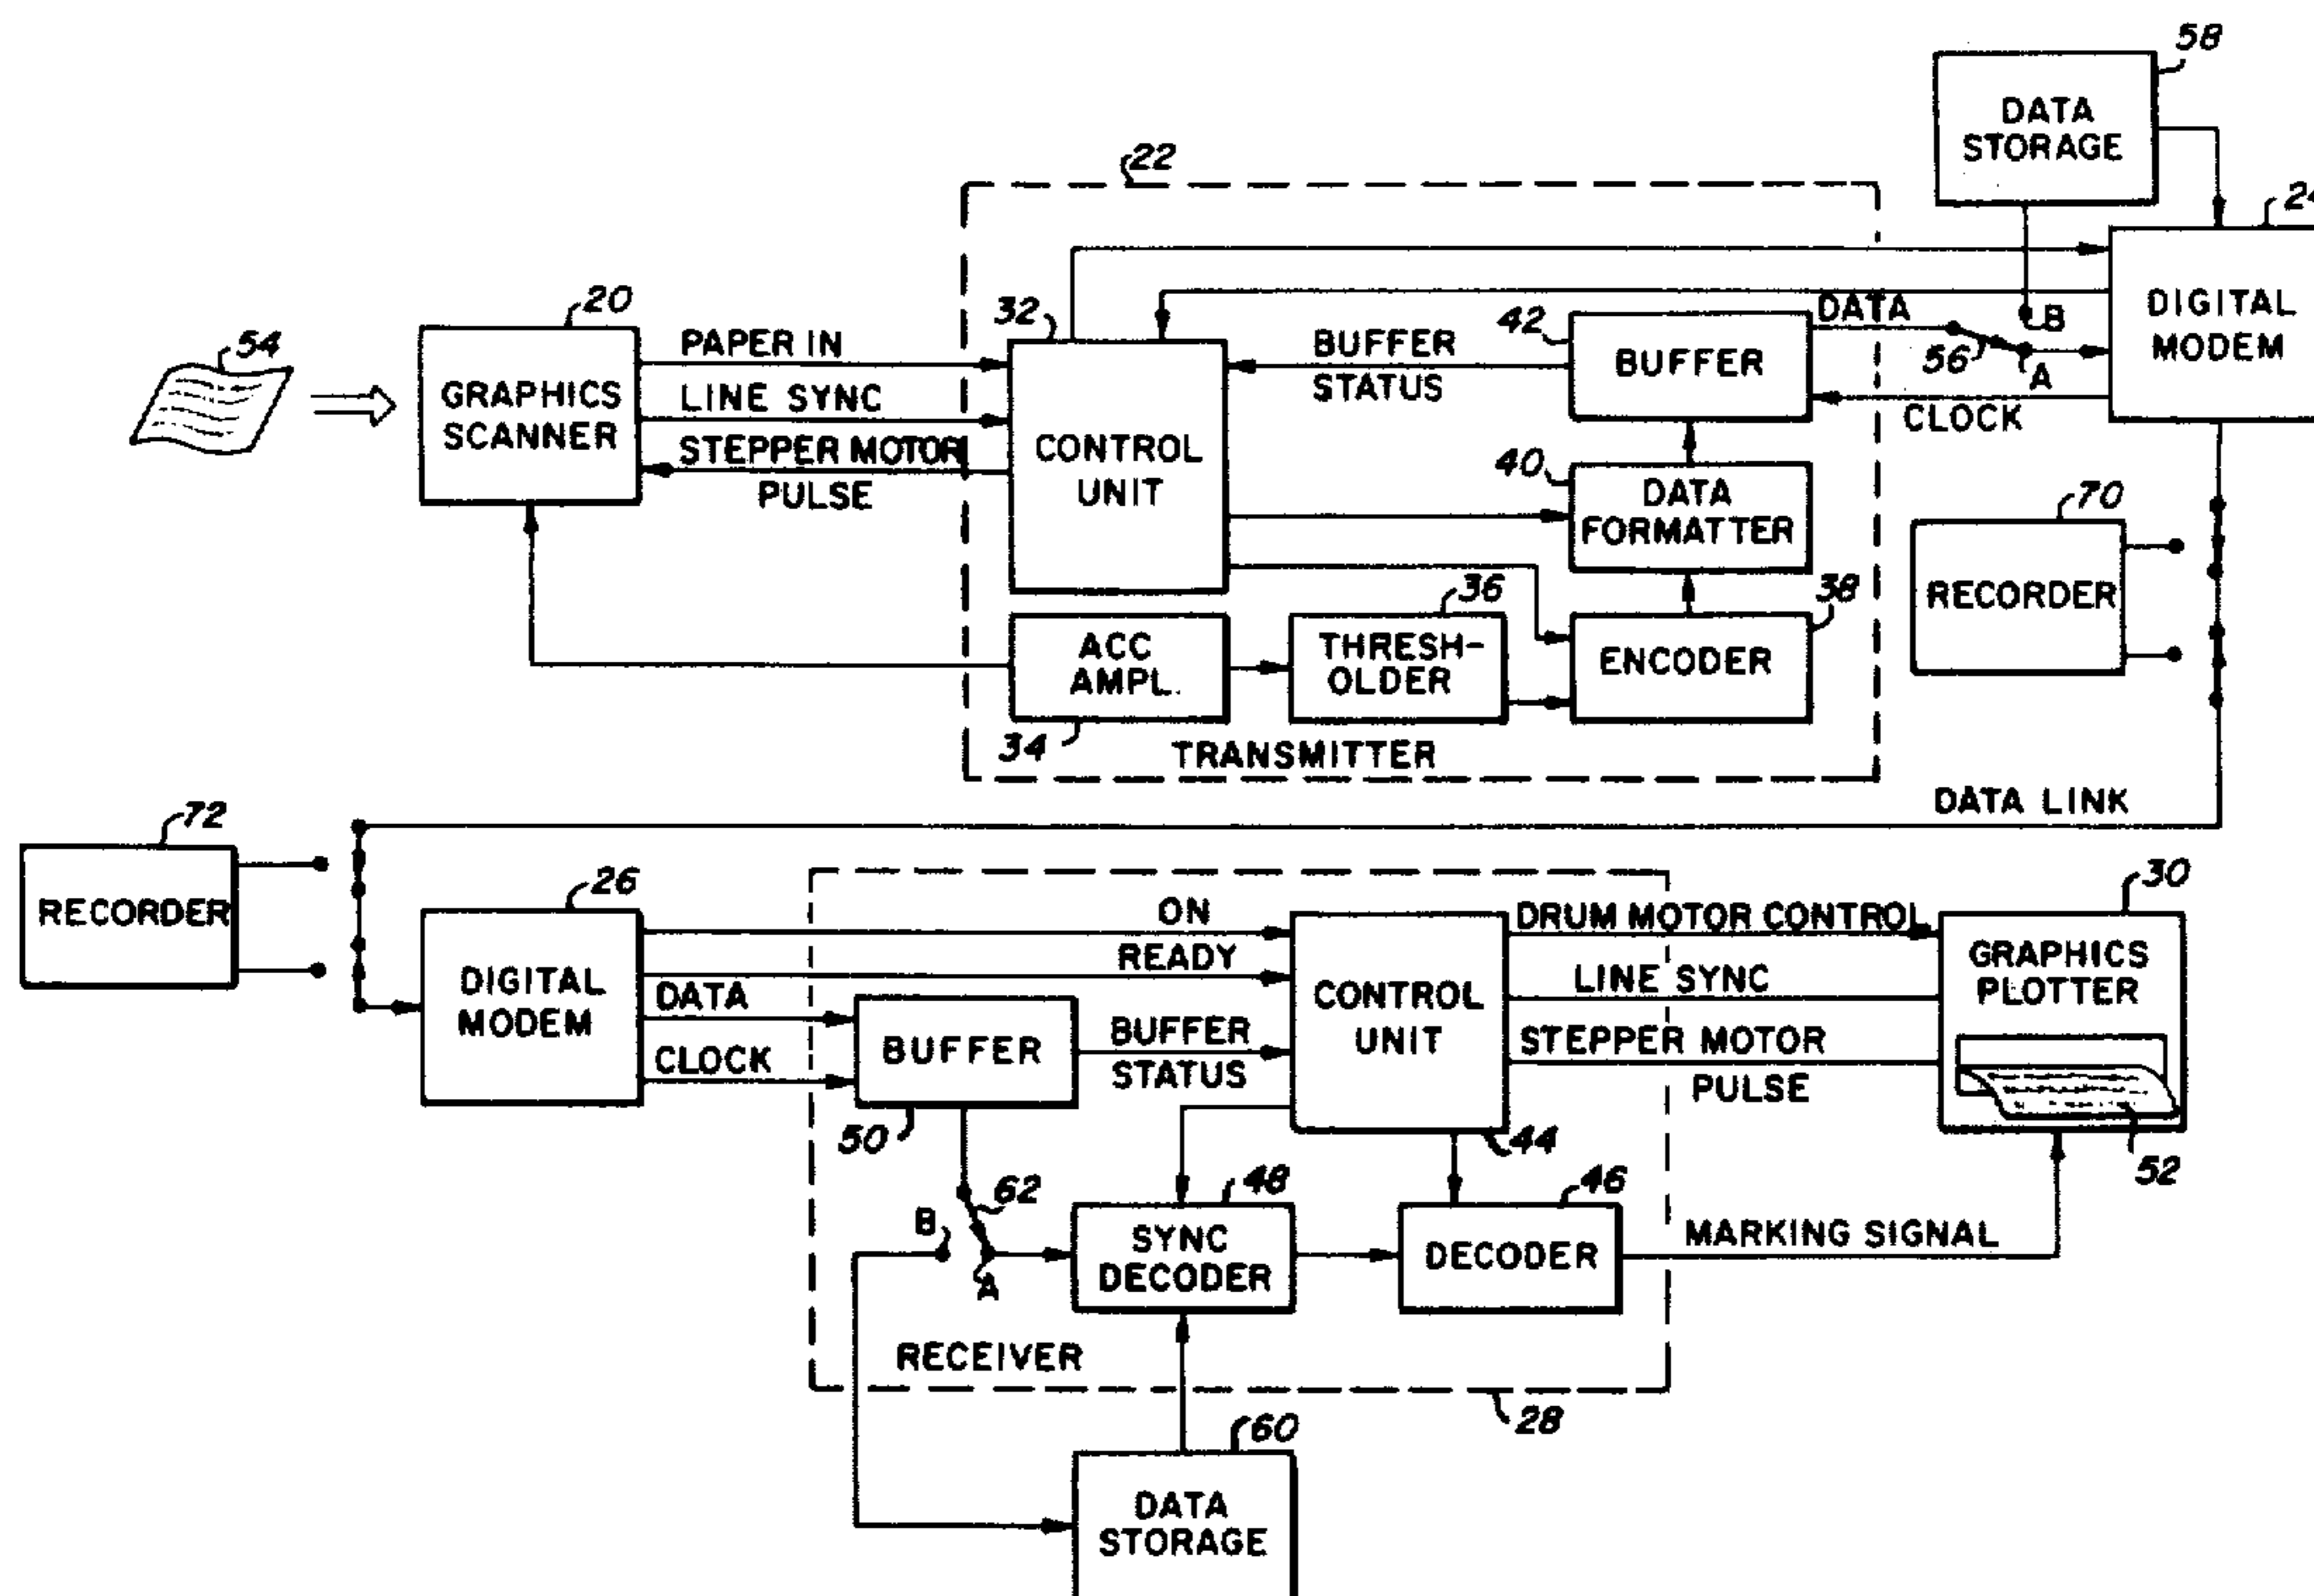 58
DATA
STORAGE
22
24
20
32
42
DATA
B
DIGITAL
MODEM
54
PAPER IN
BUFFER
STATUS
BUFFER
56
A
GRAPHICS
SCANNER
LINE SYNC
CLOCK
STEPPER MOTOR
PULSE
CONTROL
UNIT
40
DATA
FORMATTER
70
RECORDER
36
38
ACC
AMPL.
THRESH-
OLDER
ENCODER
34
TRANSMITTER
DATA LINK
72
RECORDER
26
30
ON
DRUM MOTOR CONTROL
READY
GRAPHICS
PLOTTER
DIGITAL
MODEM
DATA
LINE SYNC
CONTROL
UNIT
BUFFER
BUFFER
STATUS
STEPPER MOTOR
PULSE
CLOCK
50
44
52
62
48
46
B
A
SYNC
DECODER
DECODER
MARKING SIGNAL
RECEIVER
28
60
DATA
STORAGE